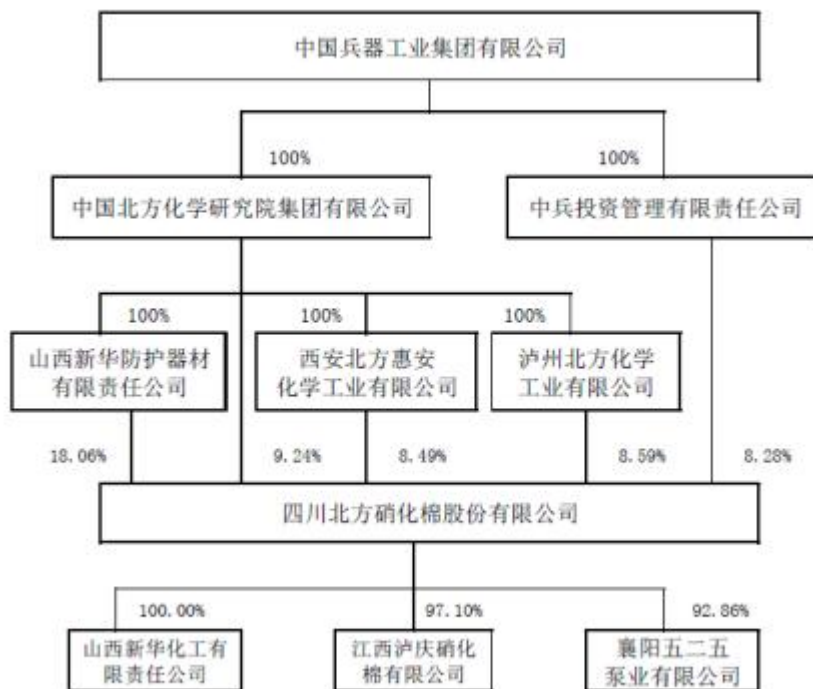 中国兵器工业集团有限公司
100%
100%
中国北方化学研究院集团有限公司
中兵投资管理有限责任公司
100%
100%
100%
山西新华防护器材
有限责任公司
西安北方惠安
化学工业有限公司
泸州北方化学
工业有限公司
18.06%
9.24%
8.49%
8.59%
8.28%
四川北方硝化棉股份有限公司
100.00%
97.10%
92.86%
山西新华化工有
限责任公司
江西泸庆硝化
棉有限公司
襄阳五二五
泵业有限公司